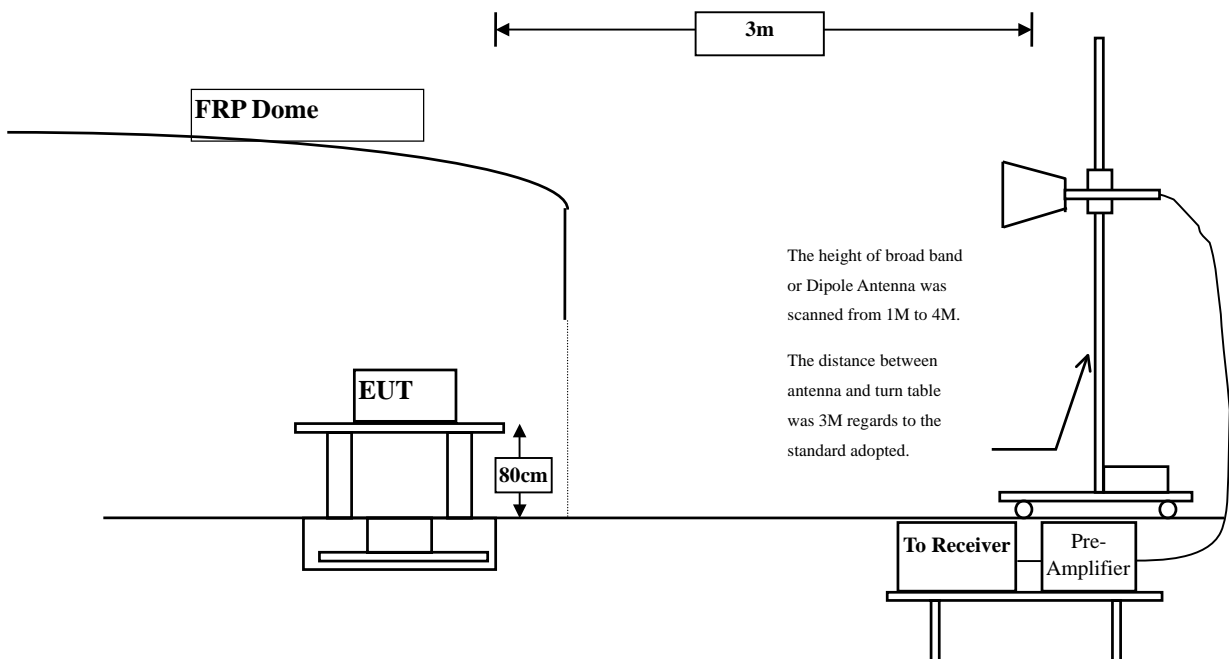 3m
FRP Dome
The height of broad band
or Dipole Antenna was
scanned from 1M to 4M.
The distance between
antenna and turn table
was 3M regards to the
standard adopted.
EUT
80cm
To Receiver
Pre-
Amplifier